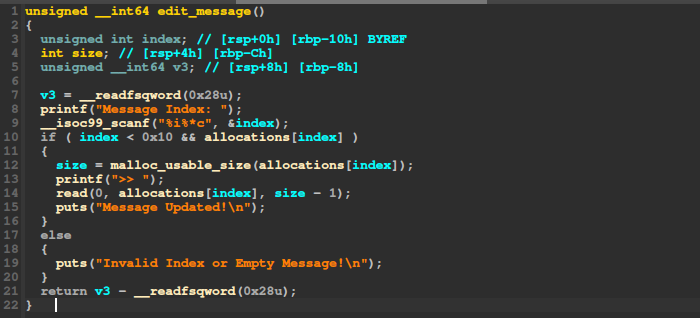 1 unsigned __int64 edit_message()
2 {
3 unsigned int index; // [rsp+0h] [rbp-10h] BYREF
4 int size; // [rsp+4h] [rbp-Ch]
5 unsigned __int64 v3; // [rsp+8h] [rbp-8h]
6
7 v3 = __readfsqword(0x28u);
8 printf("Message Index: ");
9 __isoc99_scanf("%i%*c", &index);
10 if ( index < 0x10 && allocations[index] )
11 {
12 size = malloc_usable_size(allocations[index]);
13 printf(">> ");
14 read(0, allocations[index], size - 1);
15 puts("Message Updated!\n");
16 }
17 else
18 {
19 puts("Invalid Index or Empty Message!\n");
20 }
21 return v3 - __readfsqword(0x28u);
22 }